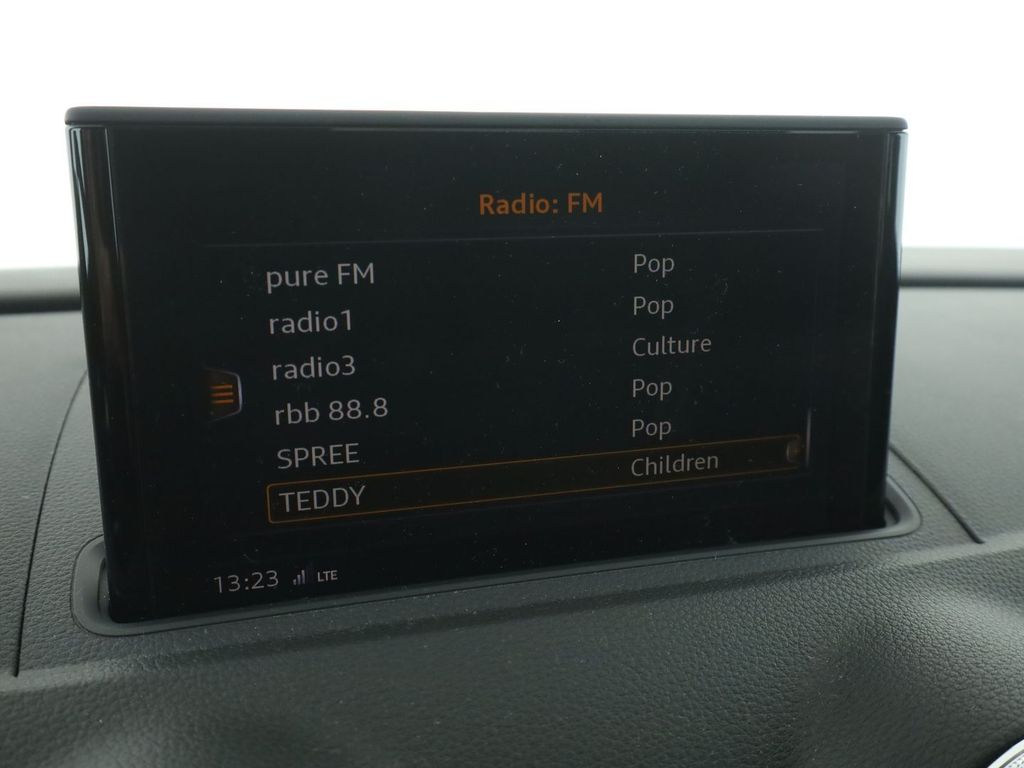 Radio: FM
pure FM Pop
radio1 Pop
radio3 Culture
rbb 88.8 Pop
SPREE Pop
TEDDY Children
13:23 LTE